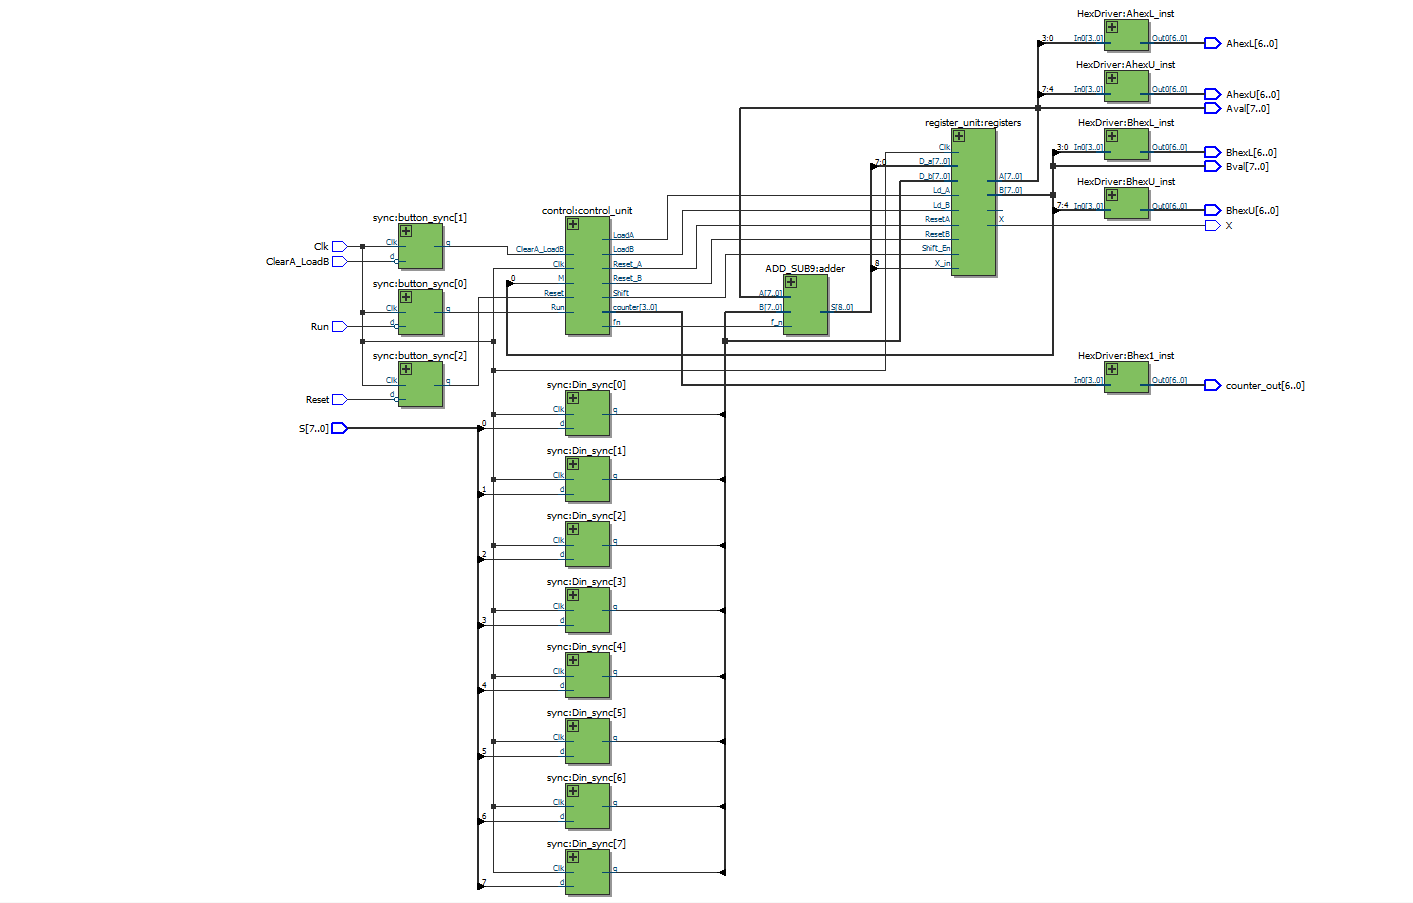 HexDriver:AhexL_inst
3:0
In0[3..0]
Out0[6..0]
AhexL[6..0]
HexDriver:AhexU_inst
7:4
In0[3..0]
Out0[6..0]
AhexU[6..0]
Aval[7..0]
HexDriver:BhexL_inst
3:0
In0[3..0]
Out0[6..0]
BhexL[6..0]
Bval[7..0]
HexDriver:BhexU_inst
7:4
In0[3..0]
Out0[6..0]
BhexU[6..0]
X
register_unit:registers
Clk
7:0
D_a[7..0]
D_b[7..0]
Ld_A
Ld_B
ResetA
ResetB
Shift_En
8
X_in
A[7..0]
B[7..0]
X
control:control_unit
ClearA_LoadB
Clk
0
M
Reset
Run
LoadA
LoadB
Reset_A
Reset_B
Shift
counter[3..0]
fn
ADD_SUB9:adder
A[7..0]
B[7..0]
f_n
S[8..0]
sync:button_sync[1]
Clk
d
q
Clk
ClearA_LoadB
sync:button_sync[0]
Clk
d
q
Run
sync:button_sync[2]
Clk
d
q
Reset
S[7..0]
HexDriver:Bhex1_inst
In0[3..0]
Out0[6..0]
counter_out[6..0]
sync:Din_sync[0]
Clk
0
d
q
sync:Din_sync[1]
Clk
1
d
q
sync:Din_sync[2]
Clk
2
d
q
sync:Din_sync[3]
Clk
3
d
q
sync:Din_sync[4]
Clk
4
d
q
sync:Din_sync[5]
Clk
5
d
q
sync:Din_sync[6]
Clk
6
d
q
sync:Din_sync[7]
Clk
7
d
q